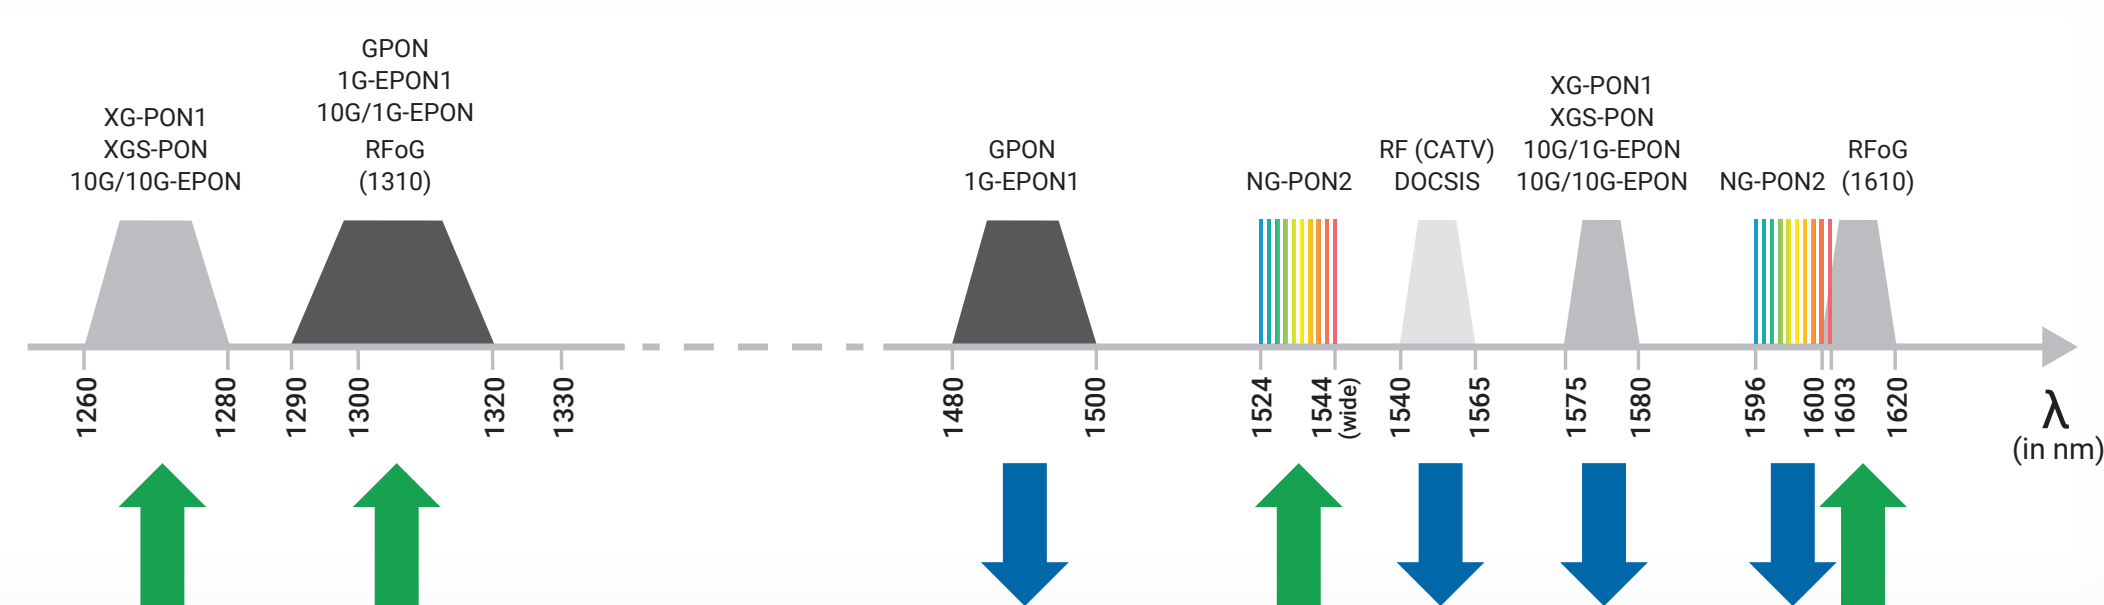 XG-PON1
XGS-PON
10G/10G-EPON
GPON
1G-EPON1
10G/1G-EPON
RFoG
(1310)
GPON
1G-EPON1
NG-PON2
RF (CATV)
DOCSIS
XG-PON1
XGS-PON
10G/1G-EPON
10G/10G-EPON
NG-PON2
RFoG
(1610)
1260
1280
1290
1300
1320
1330
1480
1500
1524
1544
(wide)
1540
1565
1575
1580
1596
1600
1603
1620
λ
(in nm)